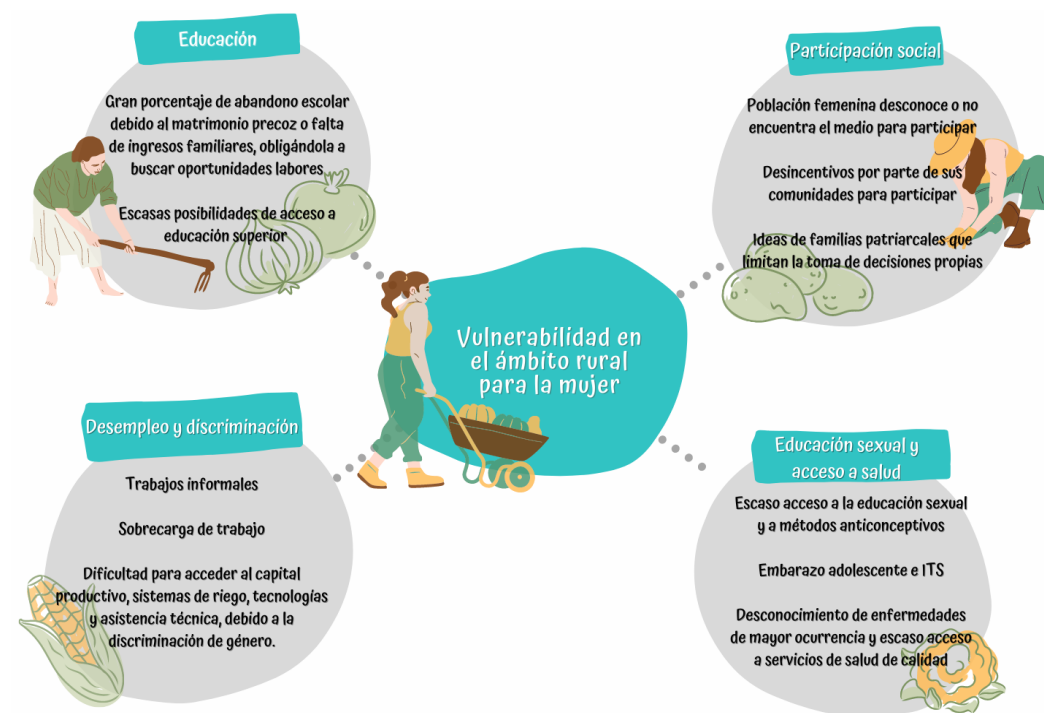 Educación
Gran porcentaje de abandono escolar
debido al matrimonio precoz o falta
de ingresos familiares, obligándola a
buscar oportunidades labores
Escasas posibilidades de acceso a
educación superior
Participación social
Población femenina desconoce o no
encuentra el medio para participar
Desincentivos por parte de sus
comunidades para participar
Ideas de familias patriarcales que
limitan la toma de decisiones propias
Vulnerabilidad en
el ámbito rural
para la mujer
Desempleo y discriminación
Trabajos informales
Sobrecarga de trabajo
Dificultad para acceder al capital
productivo, sistemas de riego, tecnologías
y asistencia técnica, debido a la
discriminación de género.
Educación sexual y
acceso a salud
Escaso acceso a la educación sexual
y a métodos anticonceptivos
Embarazo adolescente e ITS
Desconocimiento de enfermedades
de mayor ocurrencia y escaso acceso
a servicios de salud de calidad